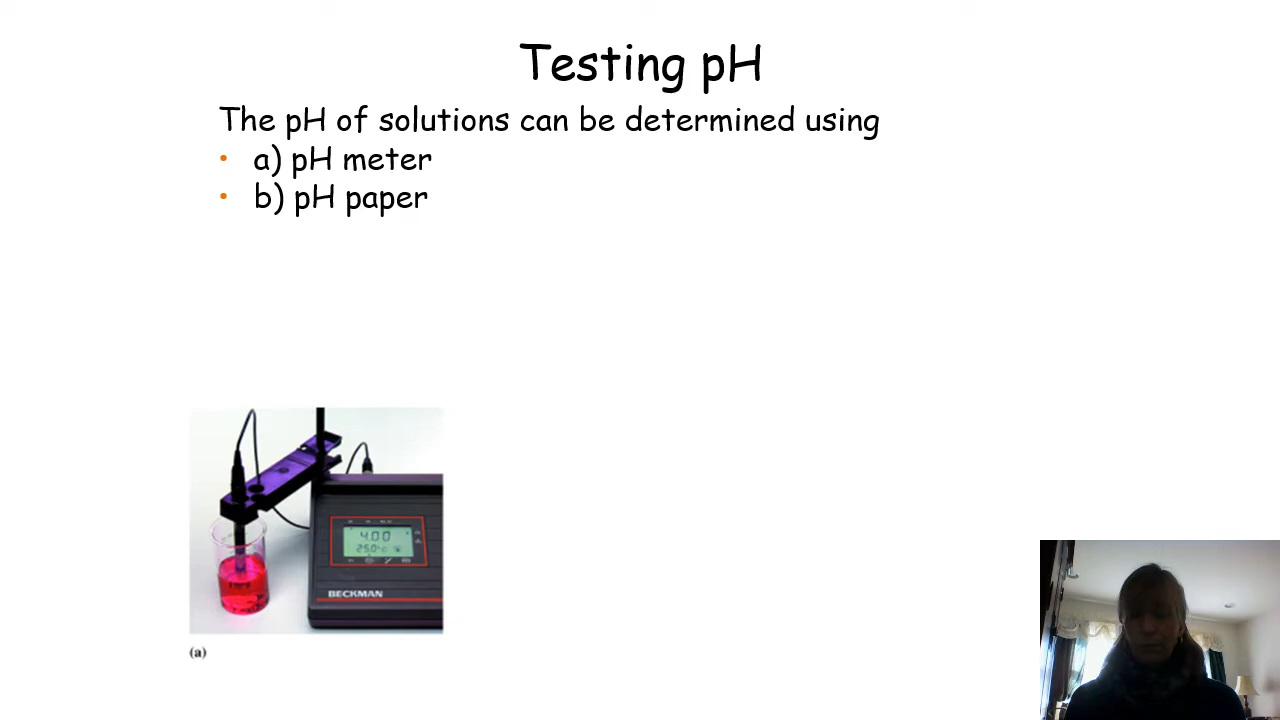 Testing pH
The pH of solutions can be determined using
• a) pH meter
• b) pH paper
4.00
25.0°C
BECKMAN
(a)